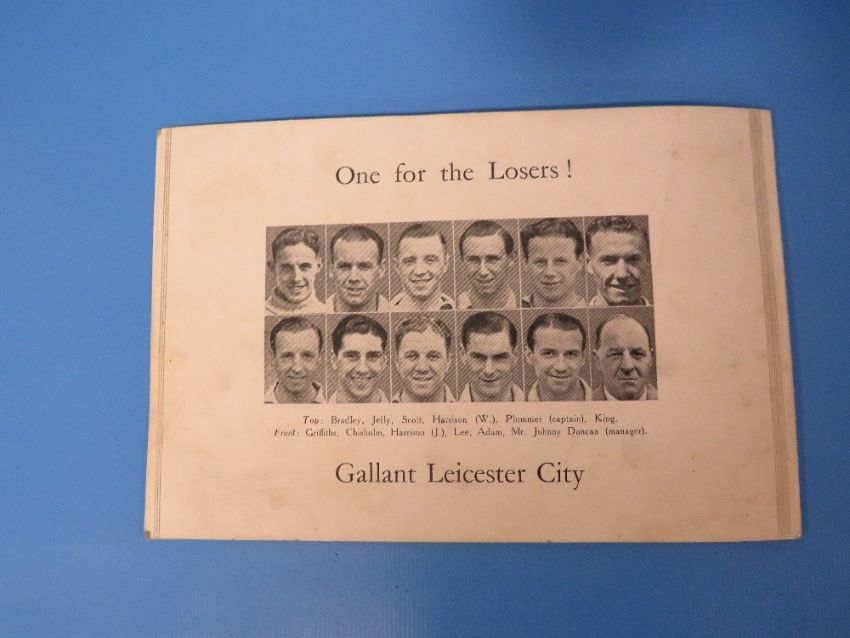 One for the Losers !
Top: Bradley, Jelly, Scott, Harrison (W.), Plummer (captain), King.
Front: Griffiths, Chisholm, Harrison (J.), Lee, Adam, Mr. Johnny Duncan (manager).
Gallant Leicester City